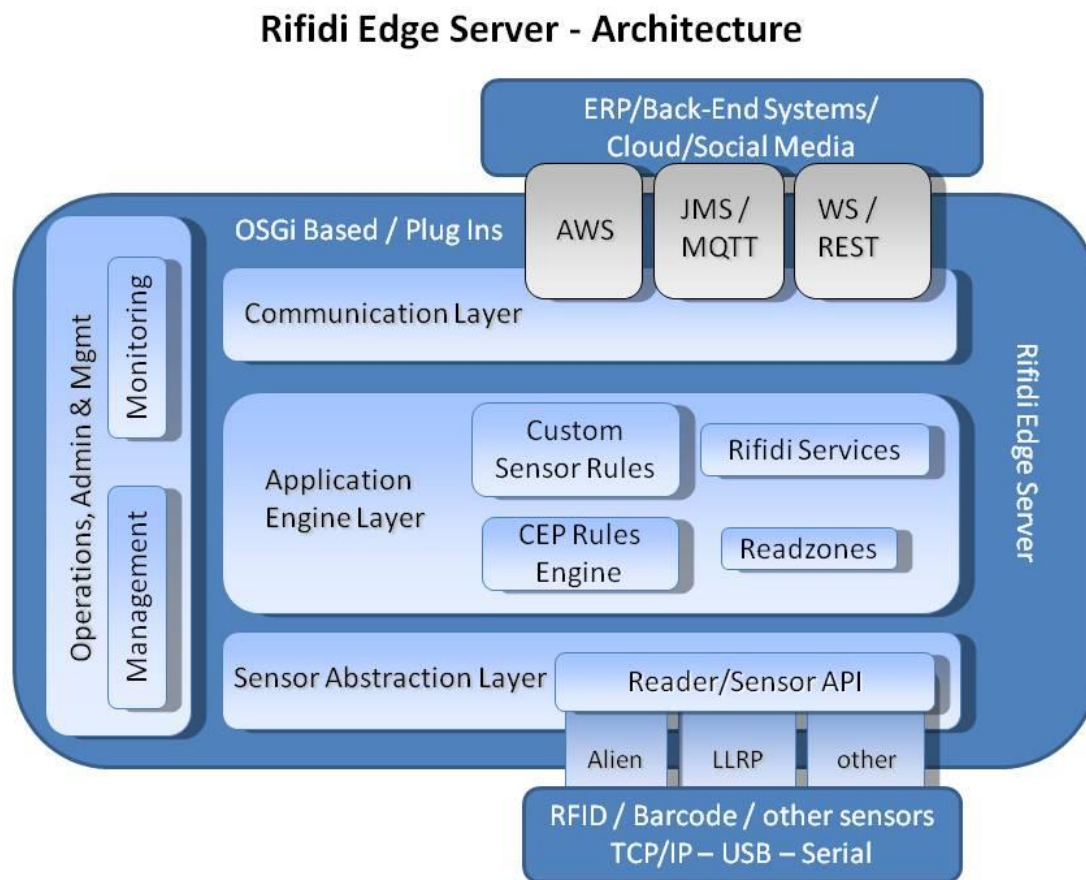 Rifidi Edge Server - Architecture
ERP/Back-End Systems/
Cloud/Social Media
OSGi Based / Plug Ins
AWS
JMS /
MQTT
WS /
REST
Communication Layer
Operations, Admin & Mgmt
Monitoring
Management
Application
Engine Layer
Custom
Sensor Rules
Rifidi Services
CEP Rules
Engine
Readzones
Rifidi Edge Server
Sensor Abstraction Layer
Reader/Sensor API
Alien
LLRP
other
RFID / Barcode / other sensors
TCP/IP – USB – Serial